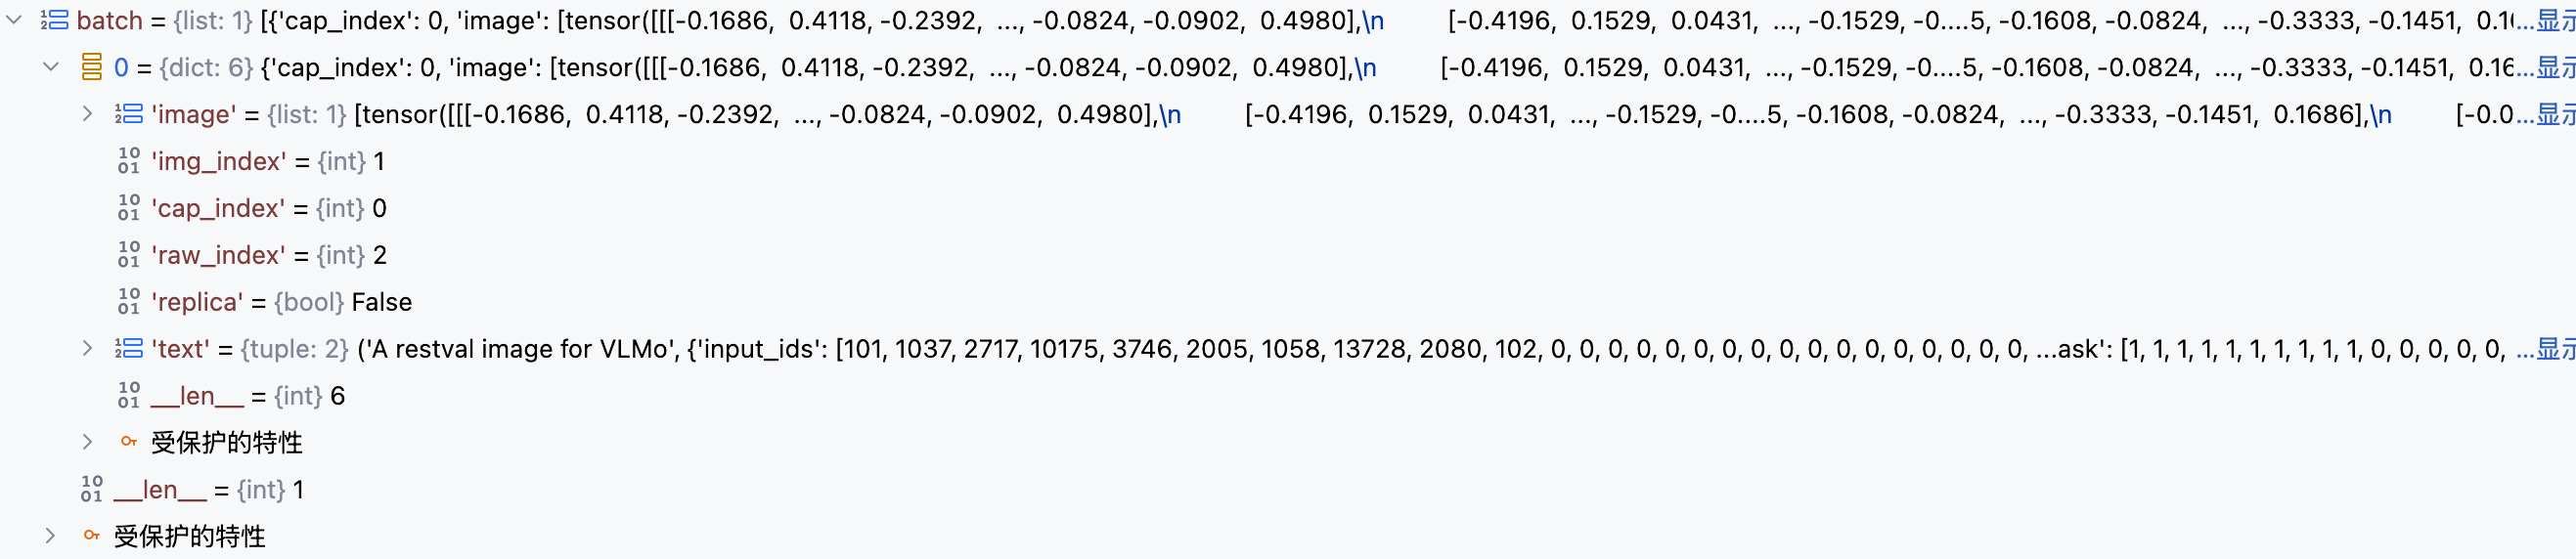 batch = {list: 1} [{'cap_index': 0, 'image': [tensor([[[-0.1686, 0.4118, -0.2392, ..., -0.0824, -0.0902, 0.4980],\n [-0.4196, 0.1529, 0.0431, ..., -0.1529, -0....5, -0.1608, -0.0824, ..., -0.3333, -0.1451, 0.1...显
0 = {dict: 6} {'cap_index': 0, 'image': [tensor([[[-0.1686, 0.4118, -0.2392, ..., -0.0824, -0.0902, 0.4980],\n [-0.4196, 0.1529, 0.0431, ..., -0.1529, -0....5, -0.1608, -0.0824, ..., -0.3333, -0.1451, 0.16...显
'image' = {list: 1} [tensor([[[-0.1686, 0.4118, -0.2392, ..., -0.0824, -0.0902, 0.4980],\n [-0.4196, 0.1529, 0.0431, ..., -0.1529, -0....5, -0.1608, -0.0824, ..., -0.3333, -0.1451, 0.1686],\n [-0.0...显
'img_index' = {int} 1
'cap_index' = {int} 0
'raw_index' = {int} 2
'replica' = {bool} False
'text' = {tuple: 2} ('A restval image for VLMo', {'input_ids': [101, 1037, 2717, 10175, 3746, 2005, 1058, 13728, 2080, 102, 0, 0, 0, 0, 0, 0, 0, 0, 0, 0, 0, 0, 0, 0, 0, 0, 0, ...ask': [1, 1, 1, 1, 1, 1, 1, 1, 1, 1, 0, 0, 0, 0, 0, ...显
__len__ = {int} 6
受保护的特性
__len__ = {int} 1
受保护的特性